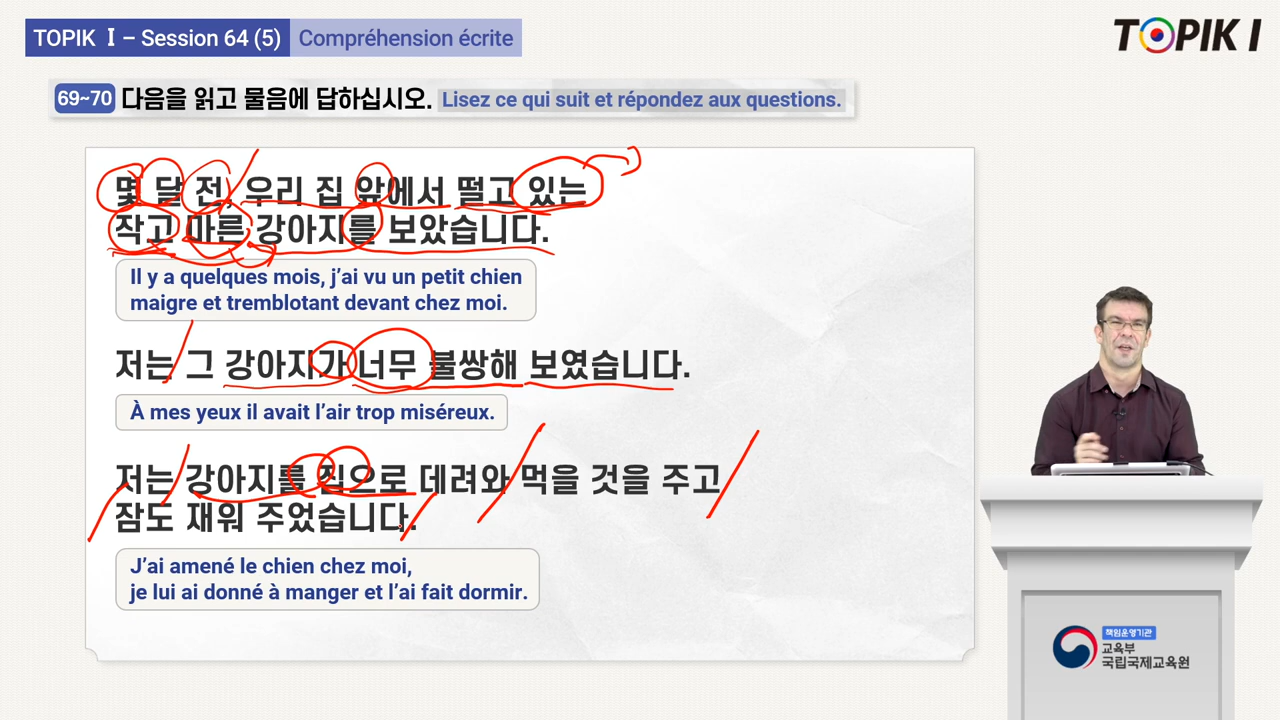 TOPIK I – Session 64 (5) Compréhension écrite
TOPIK I
69~70 다음을 읽고 물음에 답하십시오. Lisez ce qui suit et répondez aux questions.
몇 달 전, 우리 집 앞에서 떨고 있는
작고 마른 강아지를 보았습니다.
Il y a quelques mois, j’ai vu un petit chien
maigre et tremblotant devant chez moi.
저는 그 강아지가 너무 불쌍해 보였습니다.
À mes yeux il avait l’air trop miséreux.
저는 강아지를 집으로 데려와 먹을 것을 주고
잠도 재워 주었습니다.
J’ai amené le chien chez moi,
je lui ai donné à manger et l’ai fait dormir.
책임운영기관
교육부
국립국제교육원